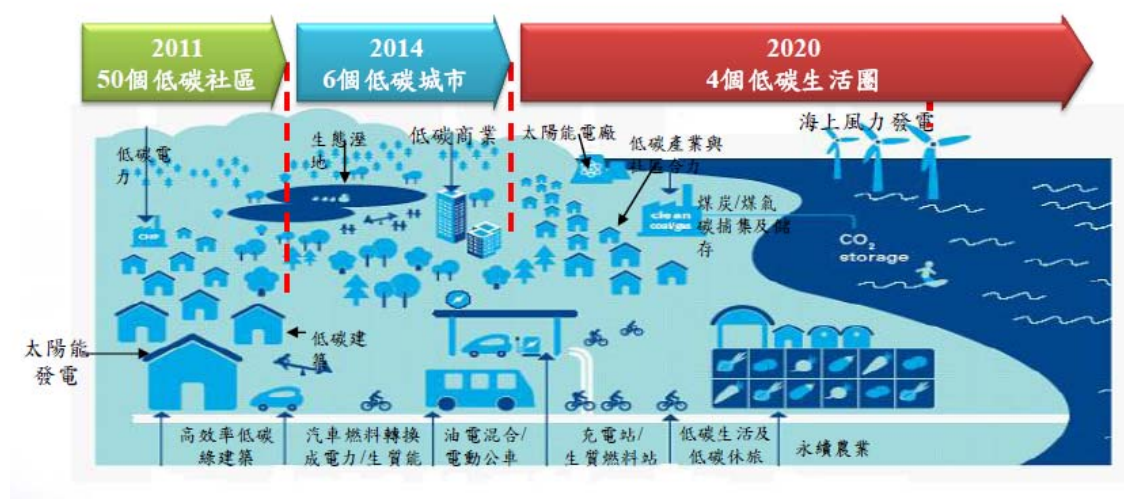 2011
50個低碳社區
2014
6個低碳城市
2020
4個低碳生活圈
海上風力發電
低碳電
力
生態溼
地
低碳商業
太陽能電廠
低碳產業與
社區合力
煤炭/煤氣
碳捕集及儲
存
CHP
clean
coal/gas
CO2
storage
太陽能
發電
低碳建
築
高效率低碳
綠建築
汽車燃料轉換
成電力/生質能
油電混合/
電動公車
充電站/
生質燃料站
低碳生活及
低碳休旅
永續農業